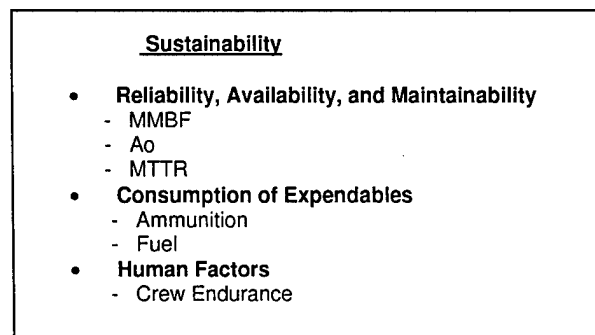 Sustainability
• Reliability, Availability, and Maintainability
- MMBF
- Ao
- MTTR
• Consumption of Expendables
- Ammunition
- Fuel
• Human Factors
- Crew Endurance